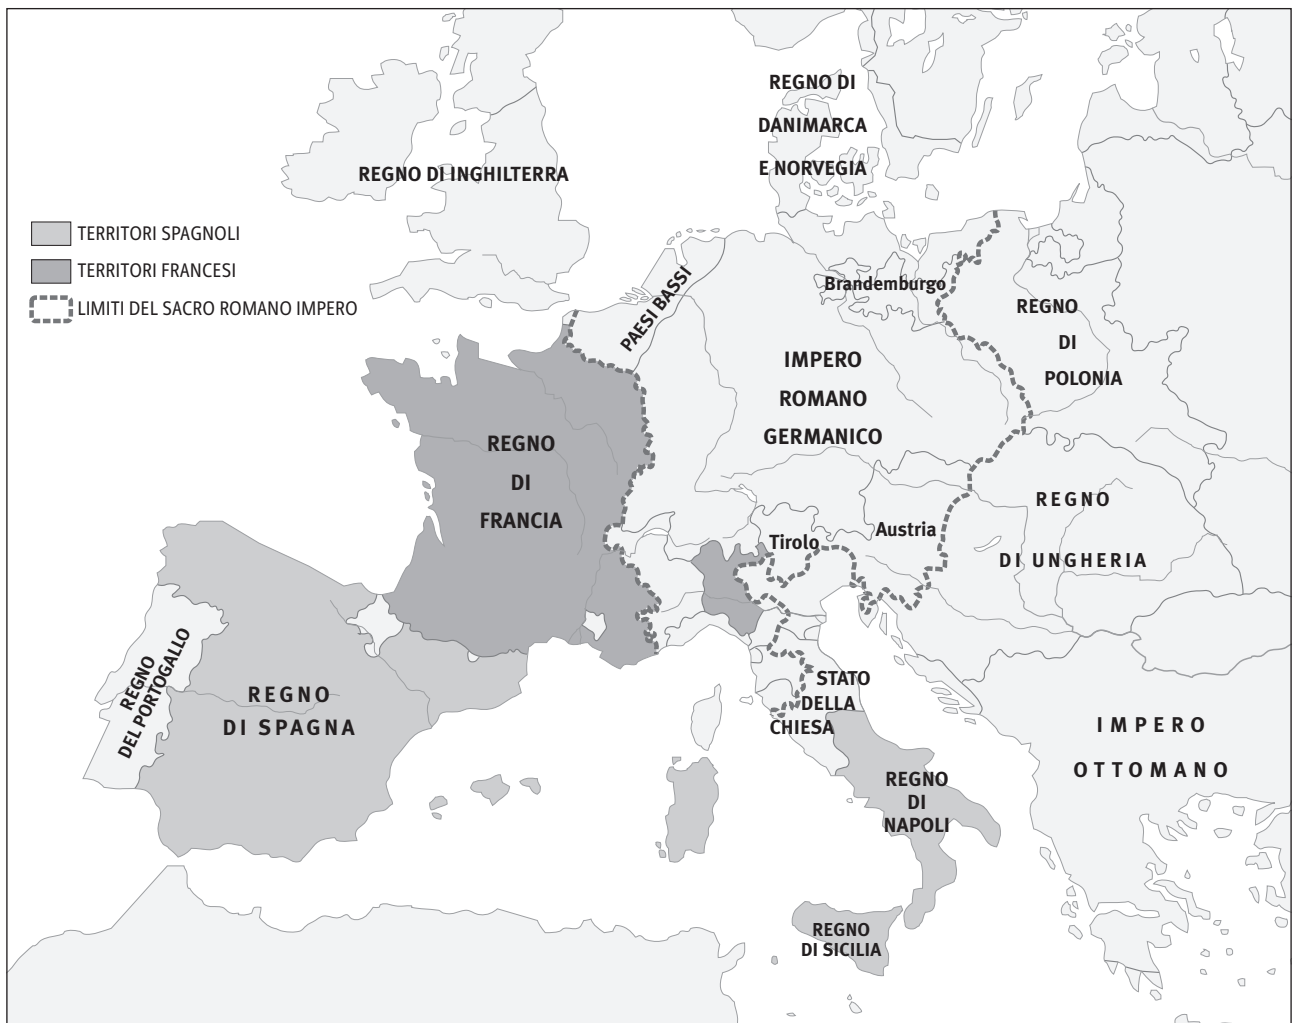 REGNO DI
DANIMARCA
E NORVEGIA
REGNO DI INGHILTERRA
TERRITORI SPAGNOLI
TERRITORI FRANCESI
LIMITI DEL SACRO ROMANO IMPERO
PAESI BASSI
Brandemburgo
REGNO
DI
POLONIA
IMPERO
ROMANO
GERMANICO
REGNO
DI
FRANCIA
REGNO
DI UNGHERIA
Austria
Tirolo
REGNO
DEL PORTOGALLO
REGNO
DI SPAGNA
STATO
DELLA
CHIESA
IMPERO
OTTOMANO
REGNO
DI
NAPOLI
REGNO
DI SICILIA